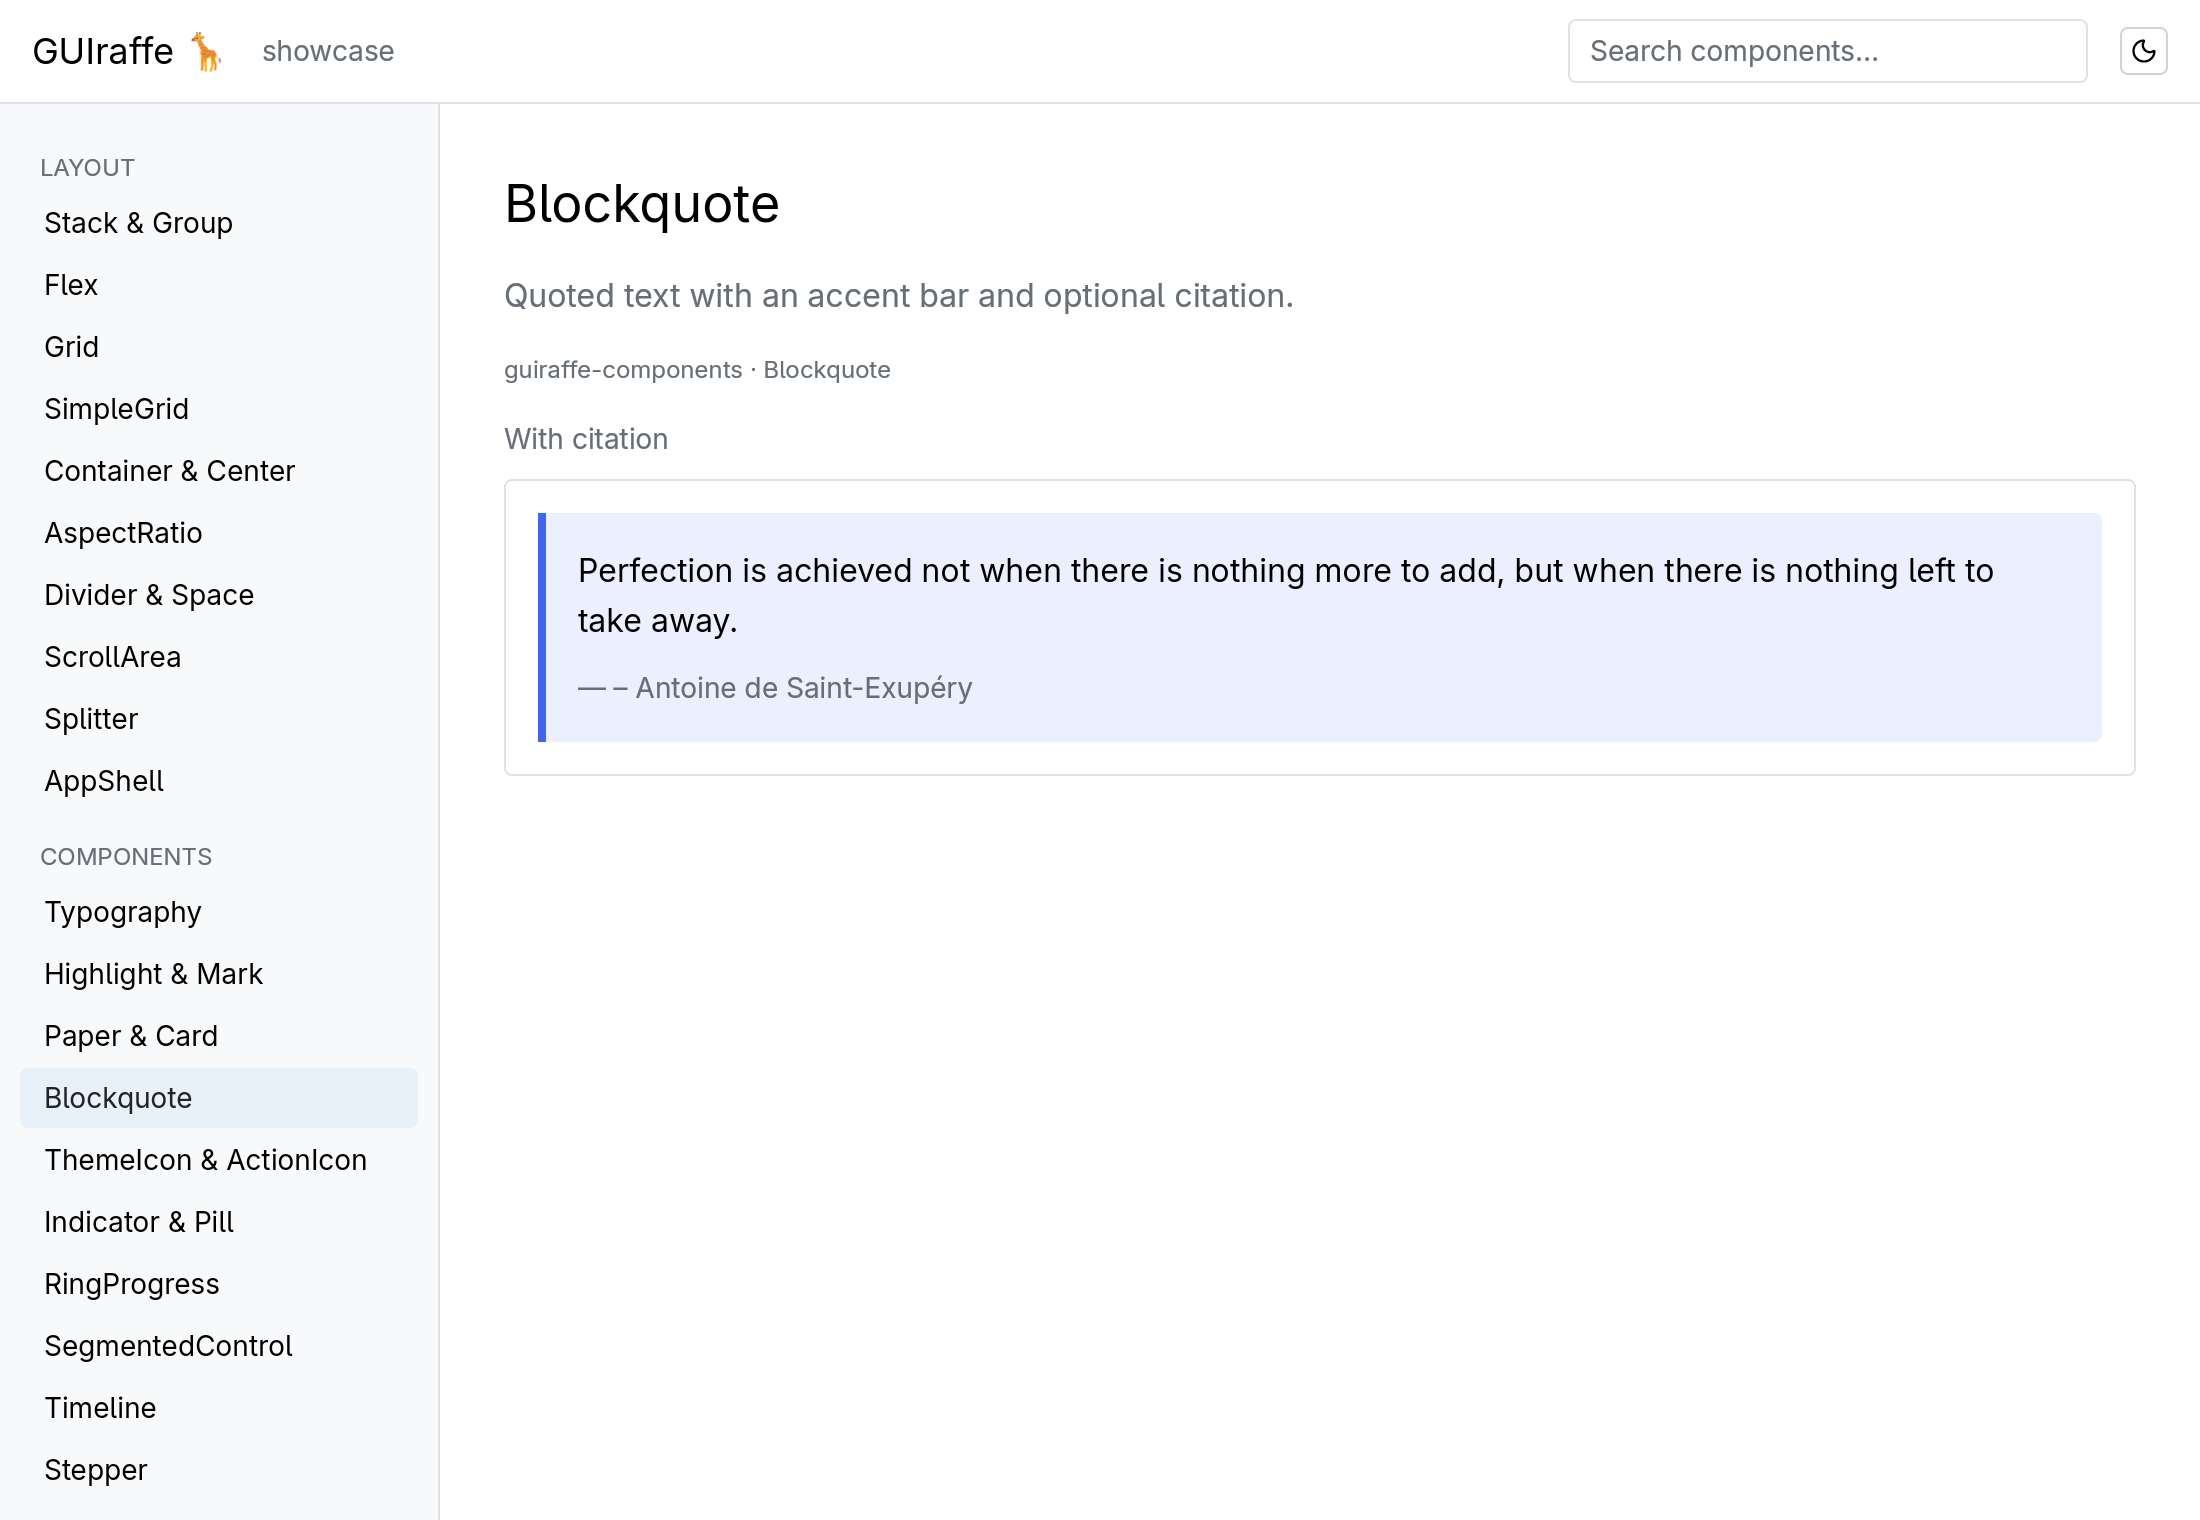 GUIraffe 🦒 showcase
Search components...
LAYOUT
Stack & Group
Flex
Grid
SimpleGrid
Container & Center
AspectRatio
Divider & Space
ScrollArea
Splitter
AppShell
COMPONENTS
Typography
Highlight & Mark
Paper & Card
Blockquote
ThemeIcon & ActionIcon
Indicator & Pill
RingProgress
SegmentedControl
Timeline
Stepper
Blockquote
Quoted text with an accent bar and optional citation.
guiraffe-components · Blockquote
With citation
Perfection is achieved not when there is nothing more to add, but when there is nothing left to
take away.
— – Antoine de Saint-Exupéry